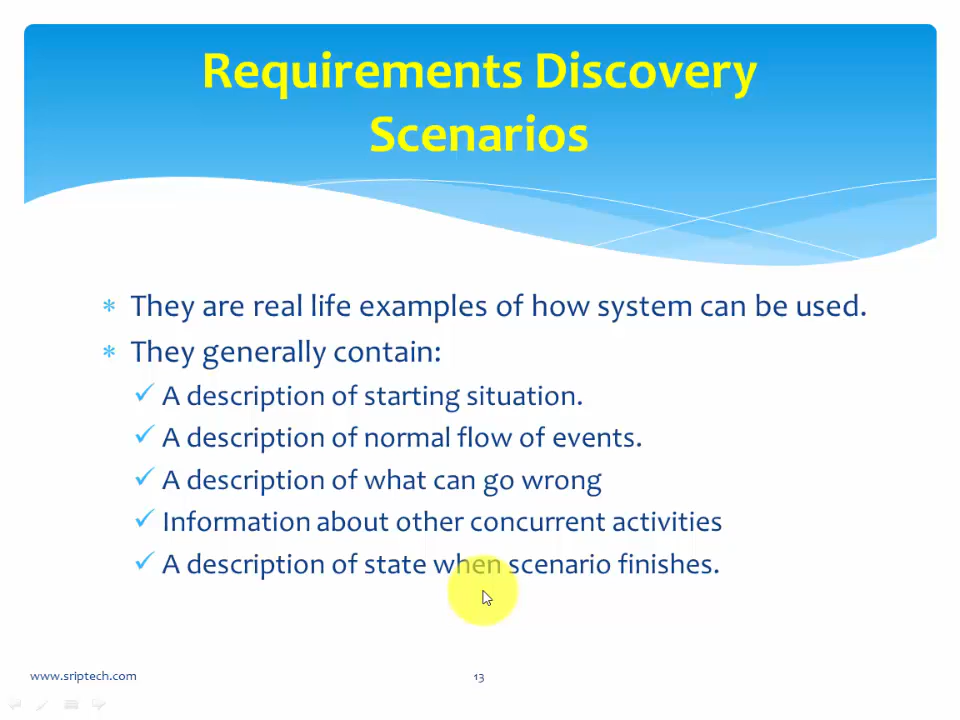 Requirements Discovery
Scenarios
They are real life examples of how system can be used.
They generally contain:
A description of starting situation.
A description of normal flow of events.
A description of what can go wrong
Information about other concurrent activities
A description of state when scenario finishes.
www.sriptech.com
13